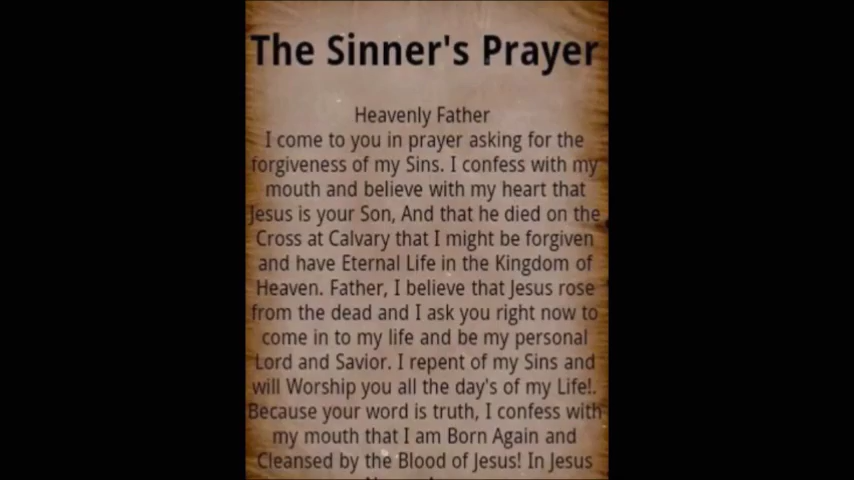 The Sinner's Prayer
Heavenly Father
I come to you in prayer asking for the
forgiveness of my Sins. I confess with my
mouth and believe with my heart that
Jesus is your Son, And that he died on the
Cross at Calvary that I might be forgiven
and have Eternal Life in the Kingdom of
Heaven. Father, I believe that Jesus rose
from the dead and I ask you right now to
come in to my life and be my personal
Lord and Savior. I repent of my Sins and
will Worship you all the day's of my Life!.
Because your word is truth, I confess with
my mouth that I am Born Again and
Cleansed by the Blood of Jesus! In Jesus